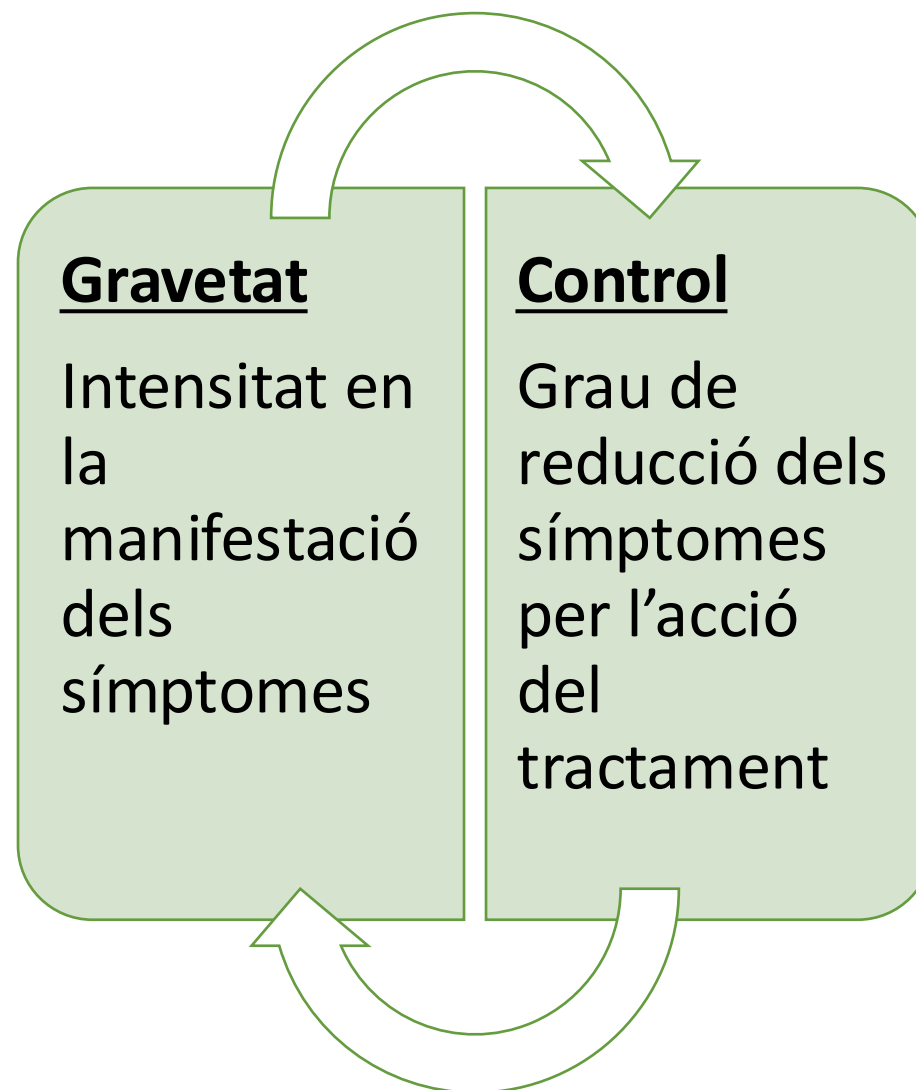 Gravetat
Intensitat en
la
manifestació
dels
símptomes
Control
Grau de
reducció dels
símptomes
per l’acció
del
tractament